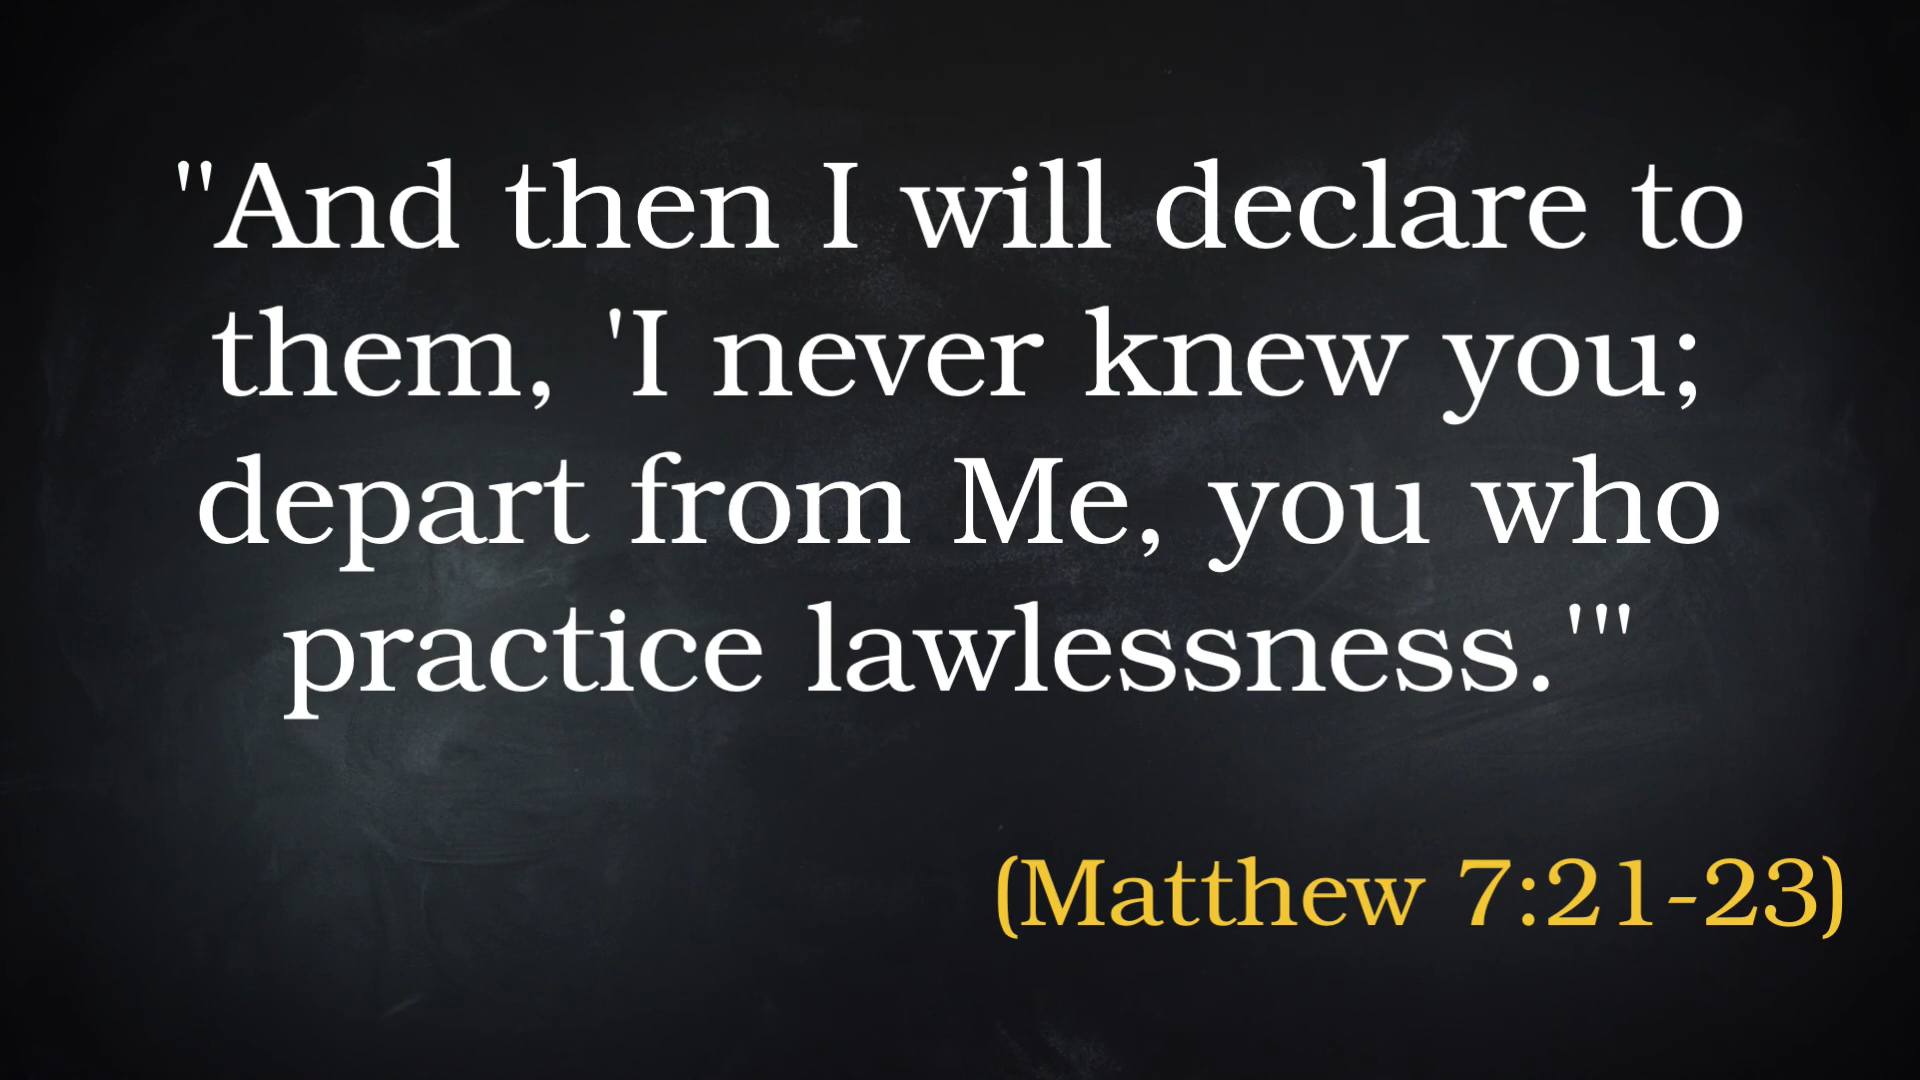 "And then I will declare to
them, 'I never knew you;
depart from Me, you who
practice lawlessness.'"
(Matthew 7:21-23)